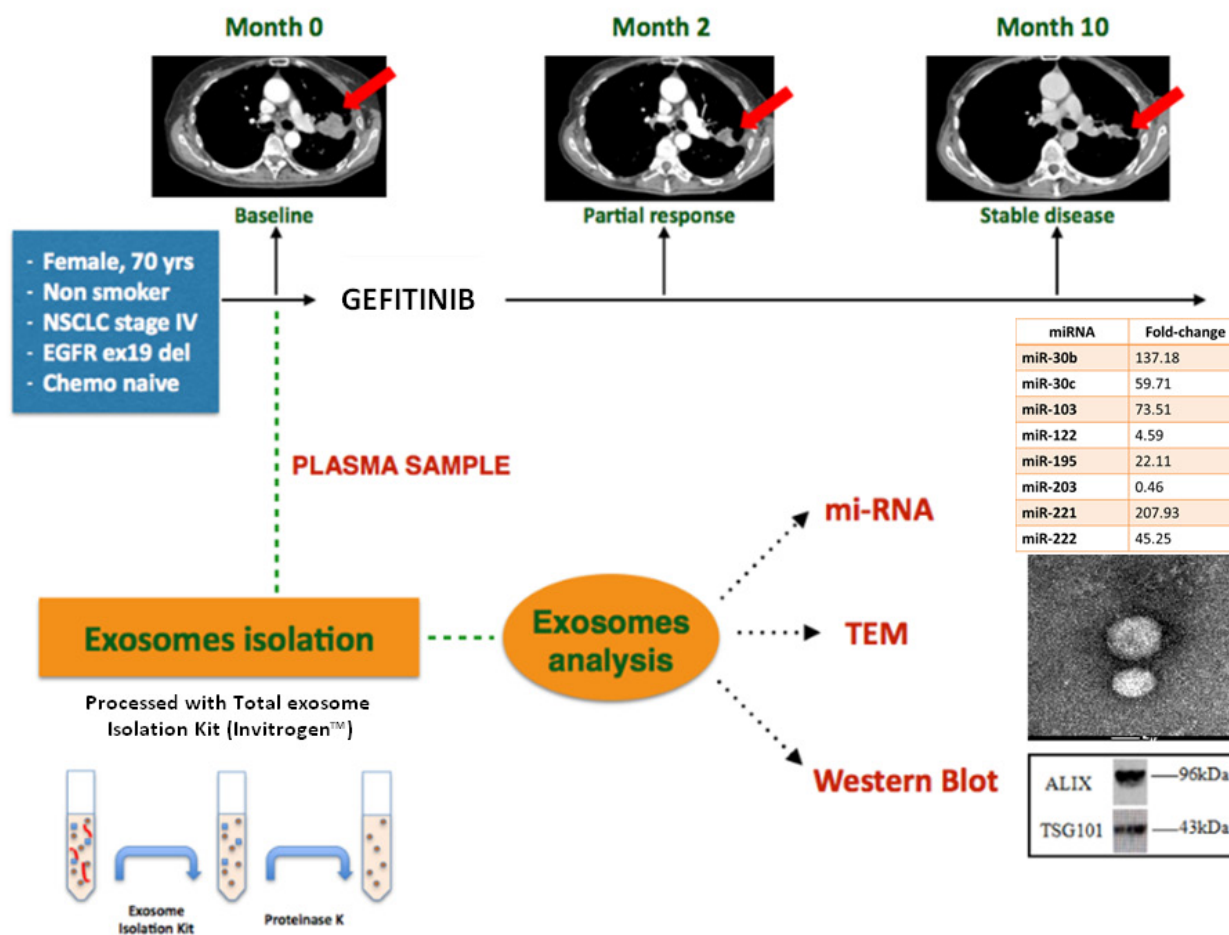 Month 0
Month 2
Month 10
Baseline
Partial response
Stable disease
- Female, 70 yrs
- Non smoker
- NSCLC stage IV
- EGFR ex19 del
- Chemo naive
GEFITINIB
miRNA Fold-change
miR-30b 137.18
miR-30c 59.71
miR-103 73.51
miR-122 4.59
miR-195 22.11
miR-203 0.46
miR-221 207.93
miR-222 45.25
PLASMA SAMPLE
mi-RNA
Exosomes isolation
Exosomes
analysis
TEM
Processed with Total exosome
Isolation Kit (Invitrogen™)
Western Blot
ALIX 96kDa
TSG101 43kDa
Exosome
Isolation Kit
Proteinase K